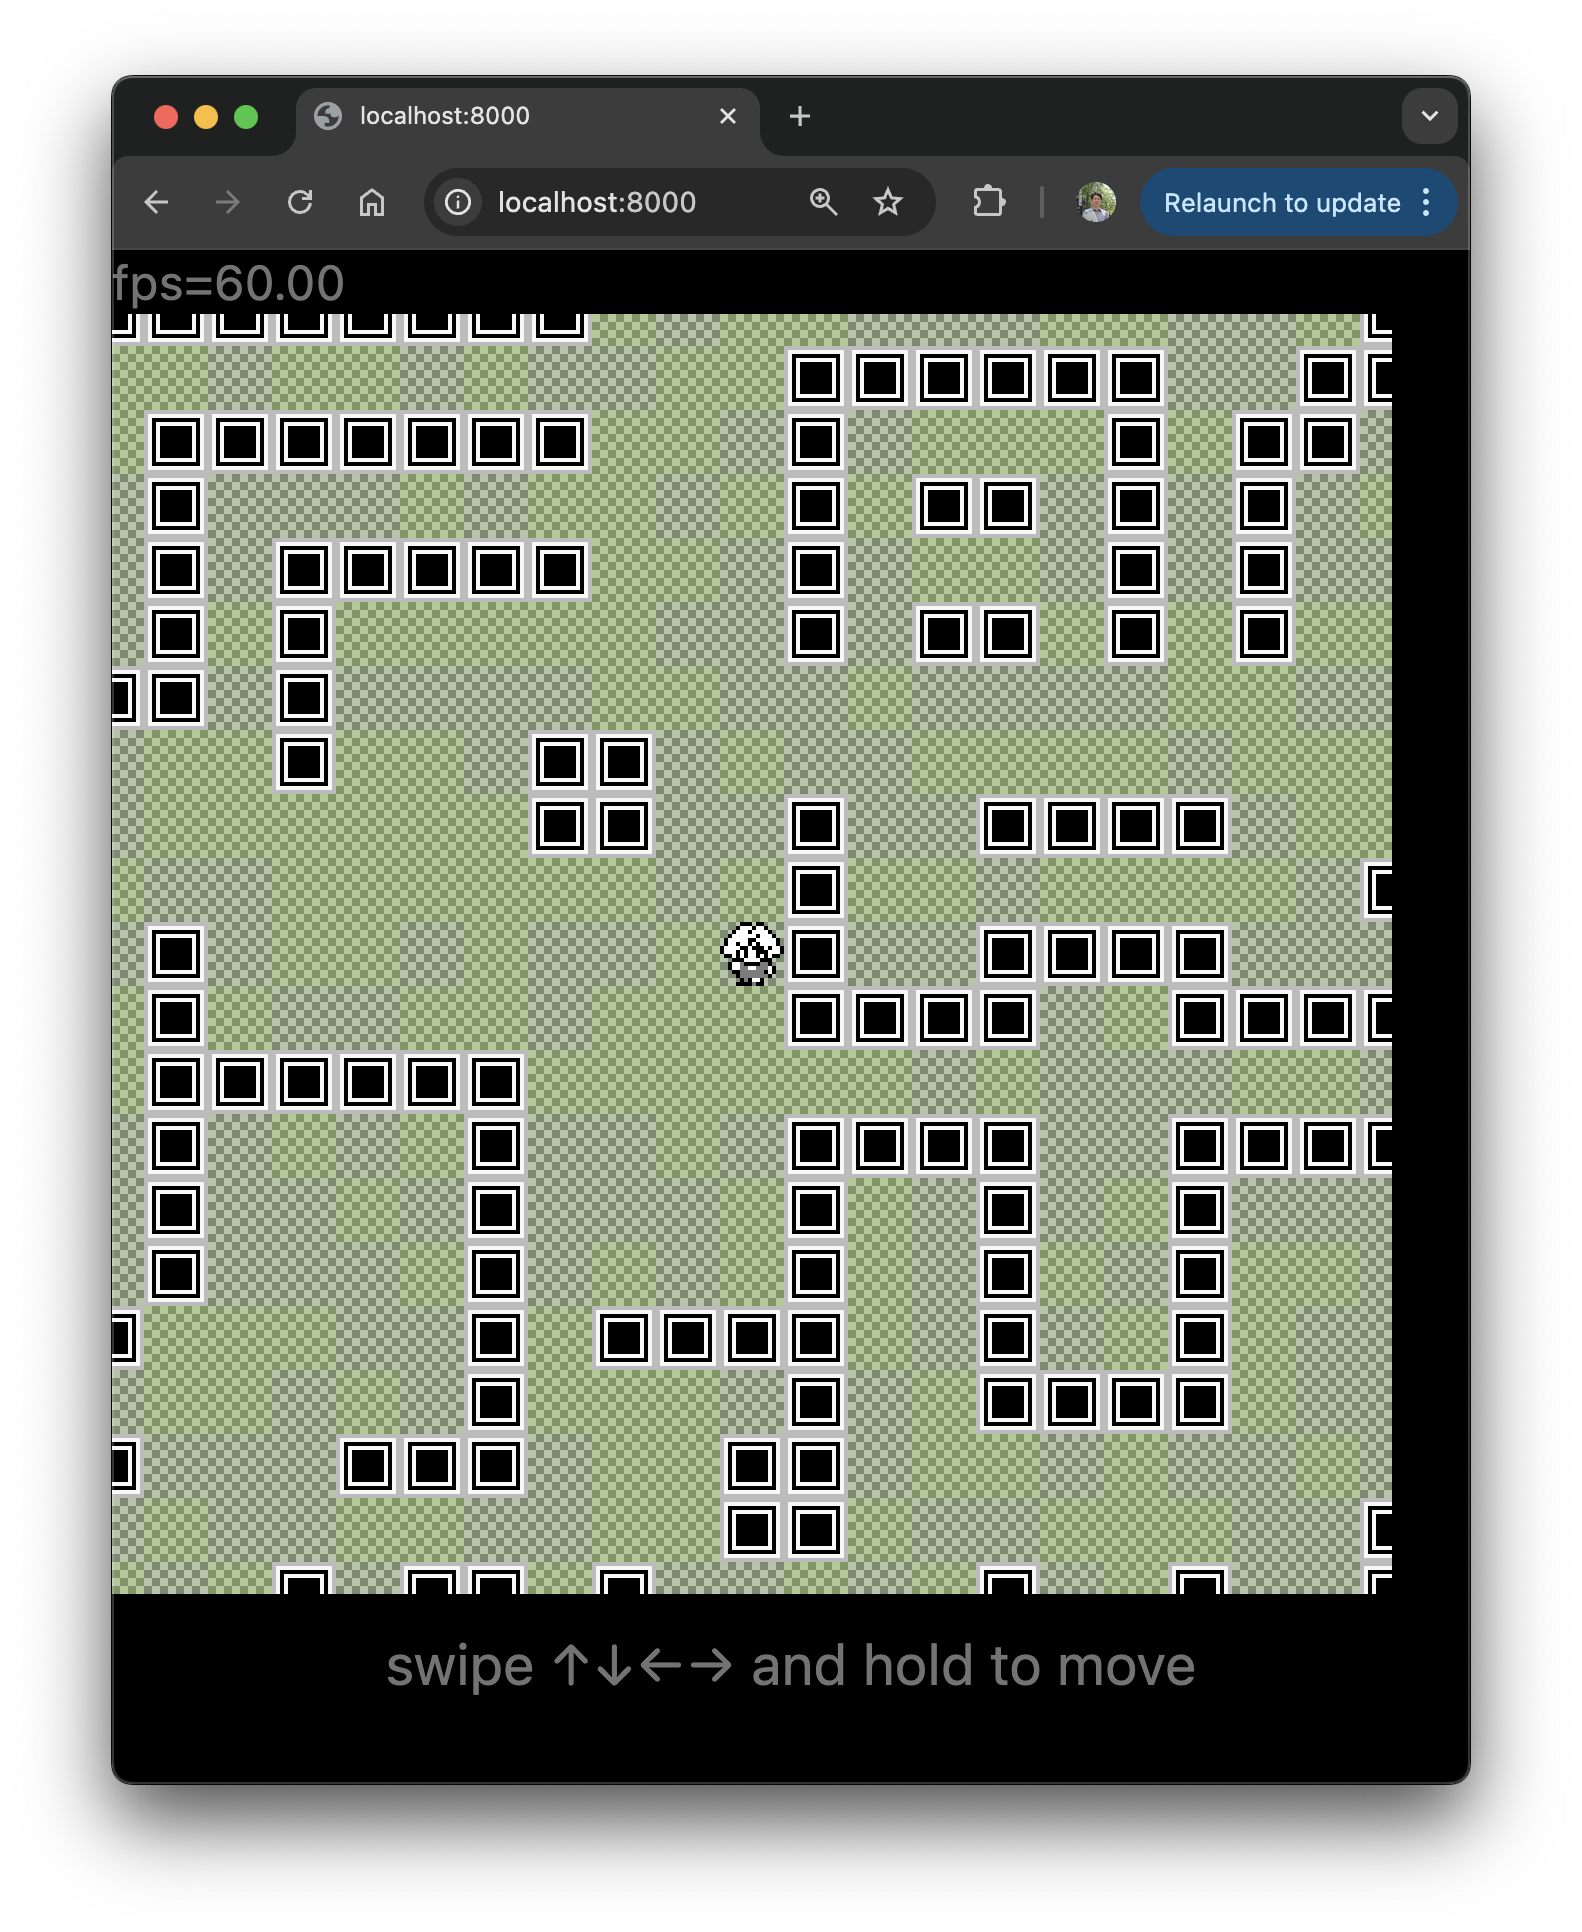 localhost:8000
localhost:8000
Relaunch to update
fps=60.00
swipe ↑↓←→ and hold to move